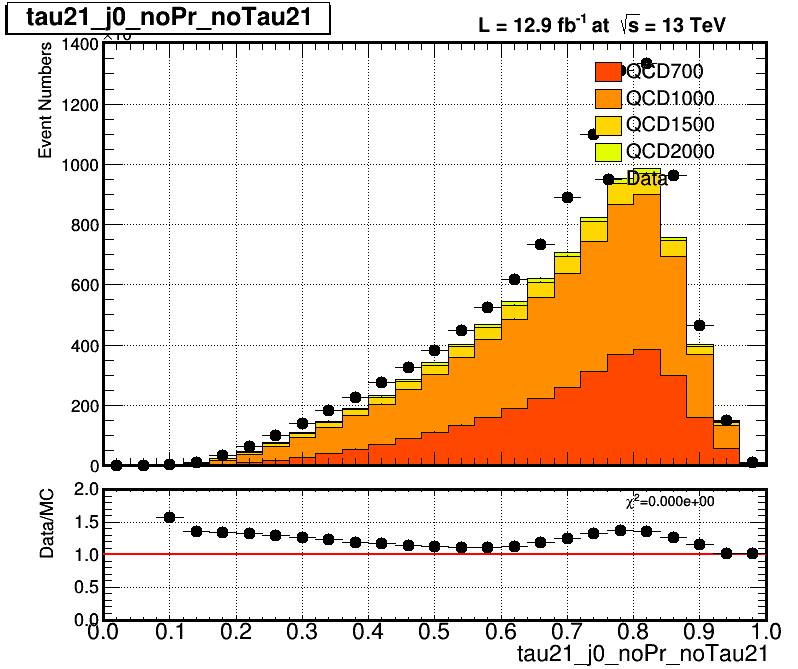 tau21_j0_noPr_noTau21
L = 12.9 fb⁻¹ at √s = 13 TeV
Event Numbers
1400
1200
1000
800
600
400
200
0
QCD700
QCD1000
QCD1500
QCD2000
Data
Data/MC
2.0
1.5
1.0
0.5
0.0
χ²=0.000e+00
0.0 0.1 0.2 0.3 0.4 0.5 0.6 0.7 0.8 0.9 1.0
tau21_j0_noPr_noTau21